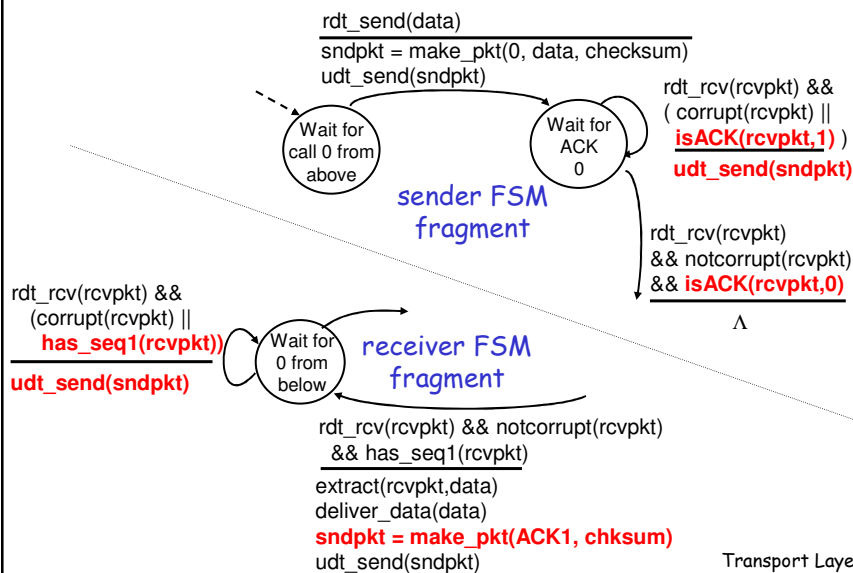 rdt_send(data)
sndpkt = make_pkt(0, data, checksum)
udt_send(sndpkt)
Wait for
call 0 from
above
Wait for
ACK
0
rdt_rcv(rcvpkt) &&
( corrupt(rcvpkt) ||
isACK(rcvpkt,1) )
udt_send(sndpkt)
sender FSM
fragment
rdt_rcv(rcvpkt)
&& notcorrupt(rcvpkt)
&& isACK(rcvpkt,0)
Λ
rdt_rcv(rcvpkt) &&
(corrupt(rcvpkt) ||
has_seq1(rcvpkt))
udt_send(sndpkt)
Wait for
0 from
below
receiver FSM
fragment
rdt_rcv(rcvpkt) && notcorrupt(rcvpkt)
&& has_seq1(rcvpkt)
extract(rcvpkt,data)
deliver_data(data)
sndpkt = make_pkt(ACK1, chksum)
udt_send(sndpkt)
Transport Laye